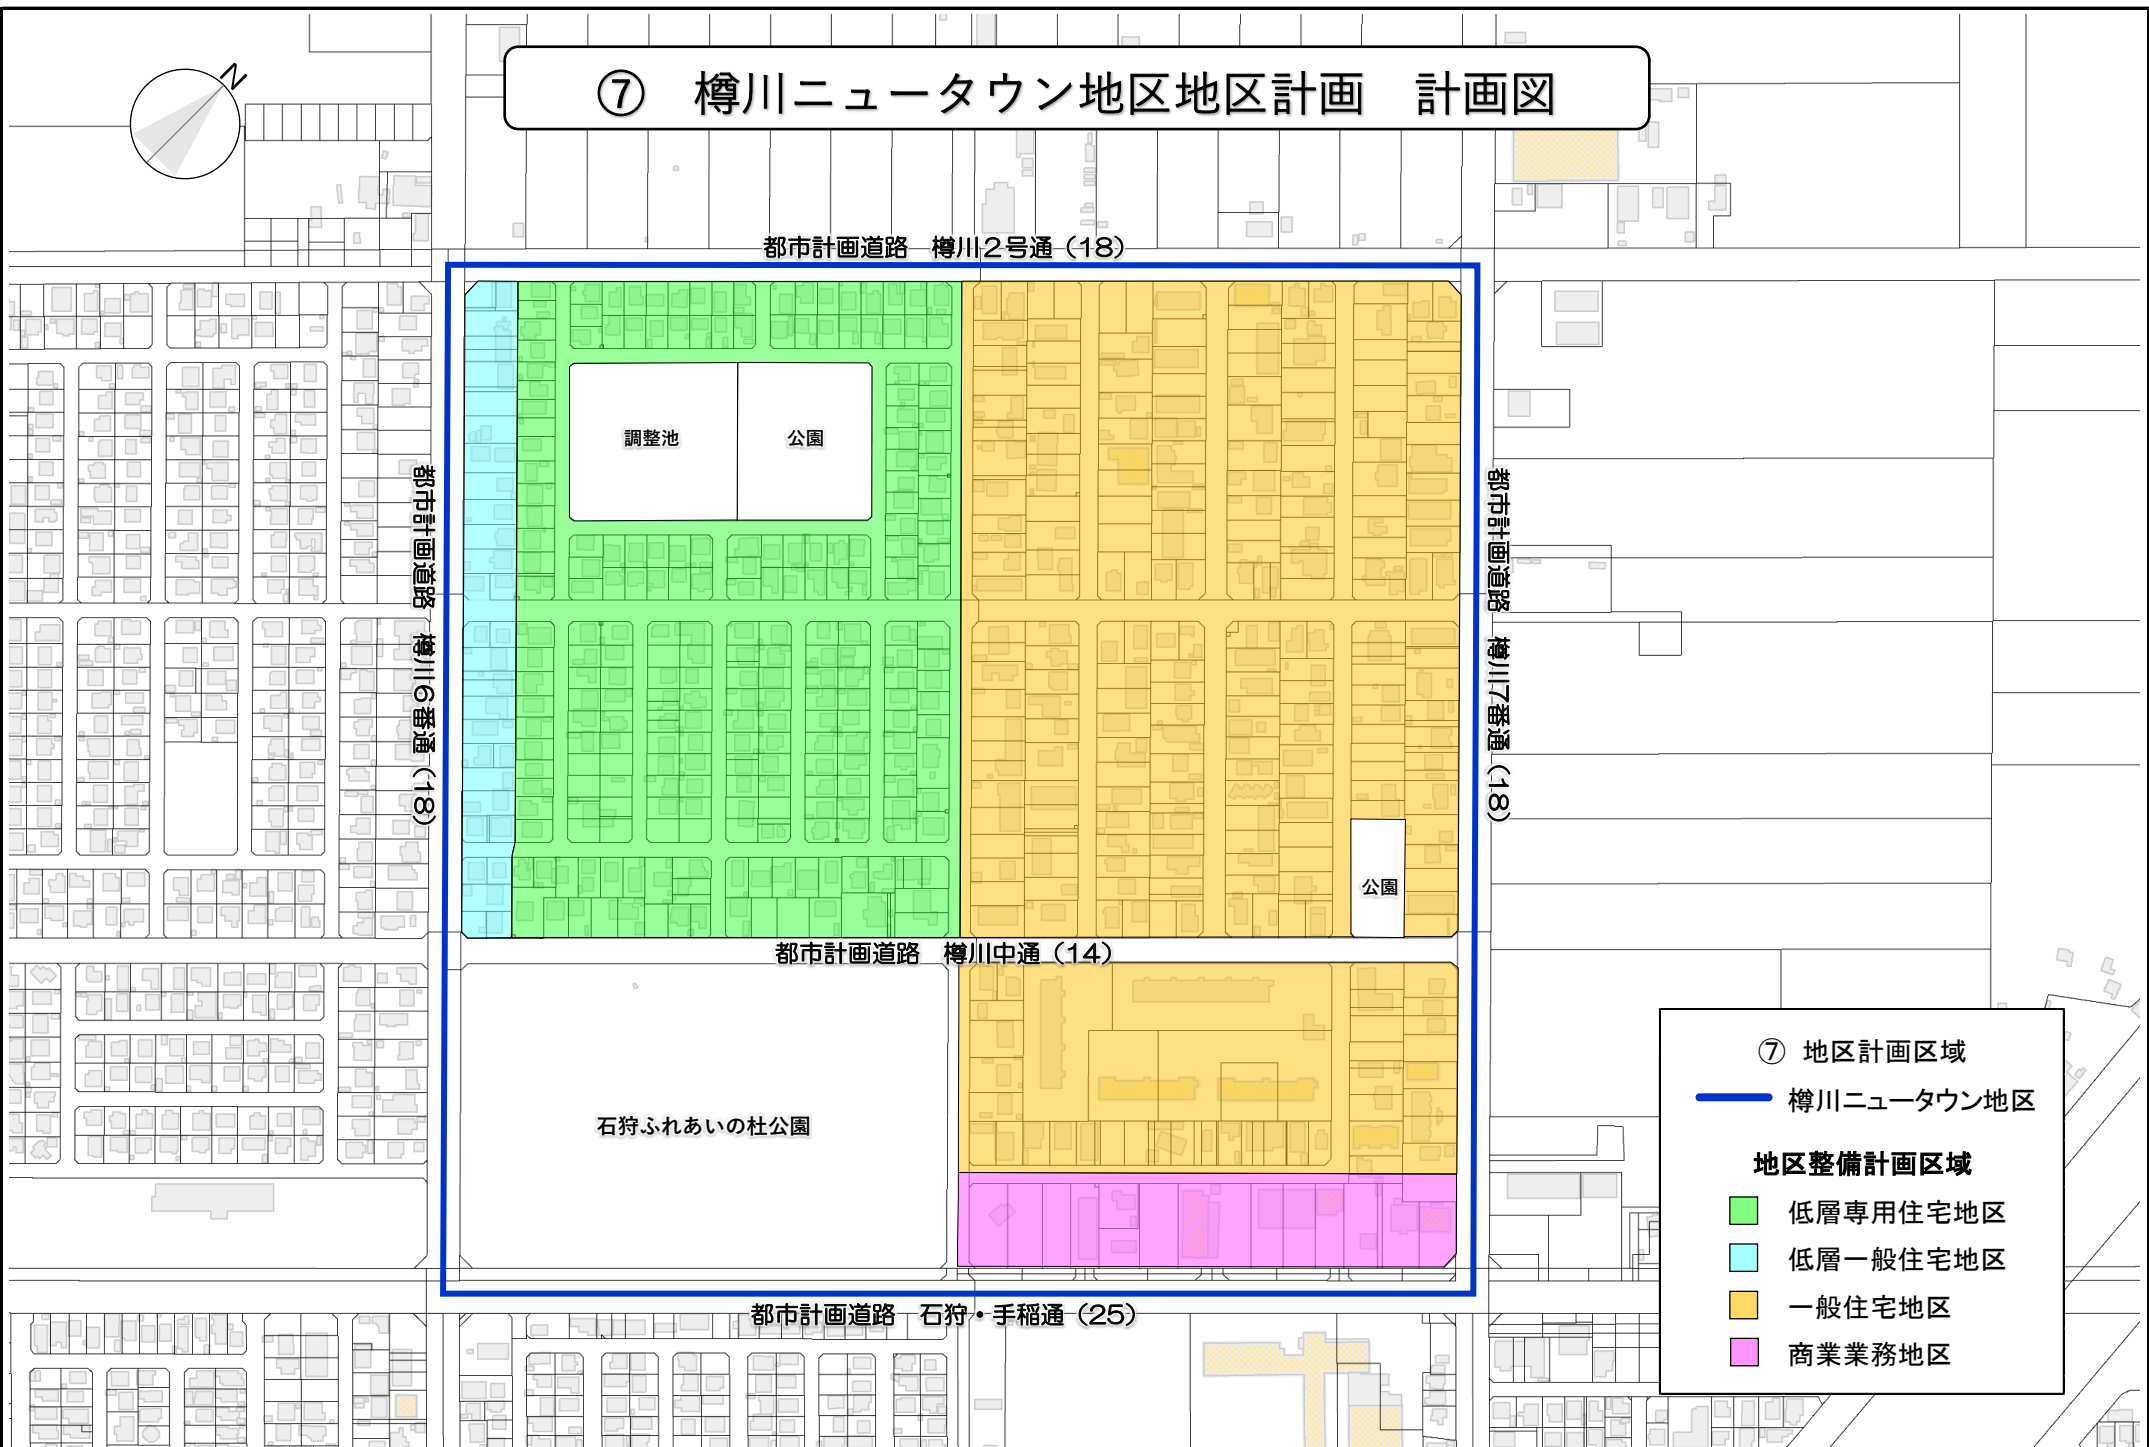 ⑦　樽川ニュータウン地区地区計画　計画図
N
都市計画道路　樽川２号通（18）
調整池
公園
都市計画道路　樽川６番通（18）
都市計画道路　樽川７番通（18）
公園
都市計画道路　樽川中通（14）
石狩ふれあいの杜公園
都市計画道路　石狩・手稲通（25）
⑦ 地区計画区域
樽川ニュータウン地区
地区整備計画区域
低層専用住宅地区
低層一般住宅地区
一般住宅地区
商業業務地区